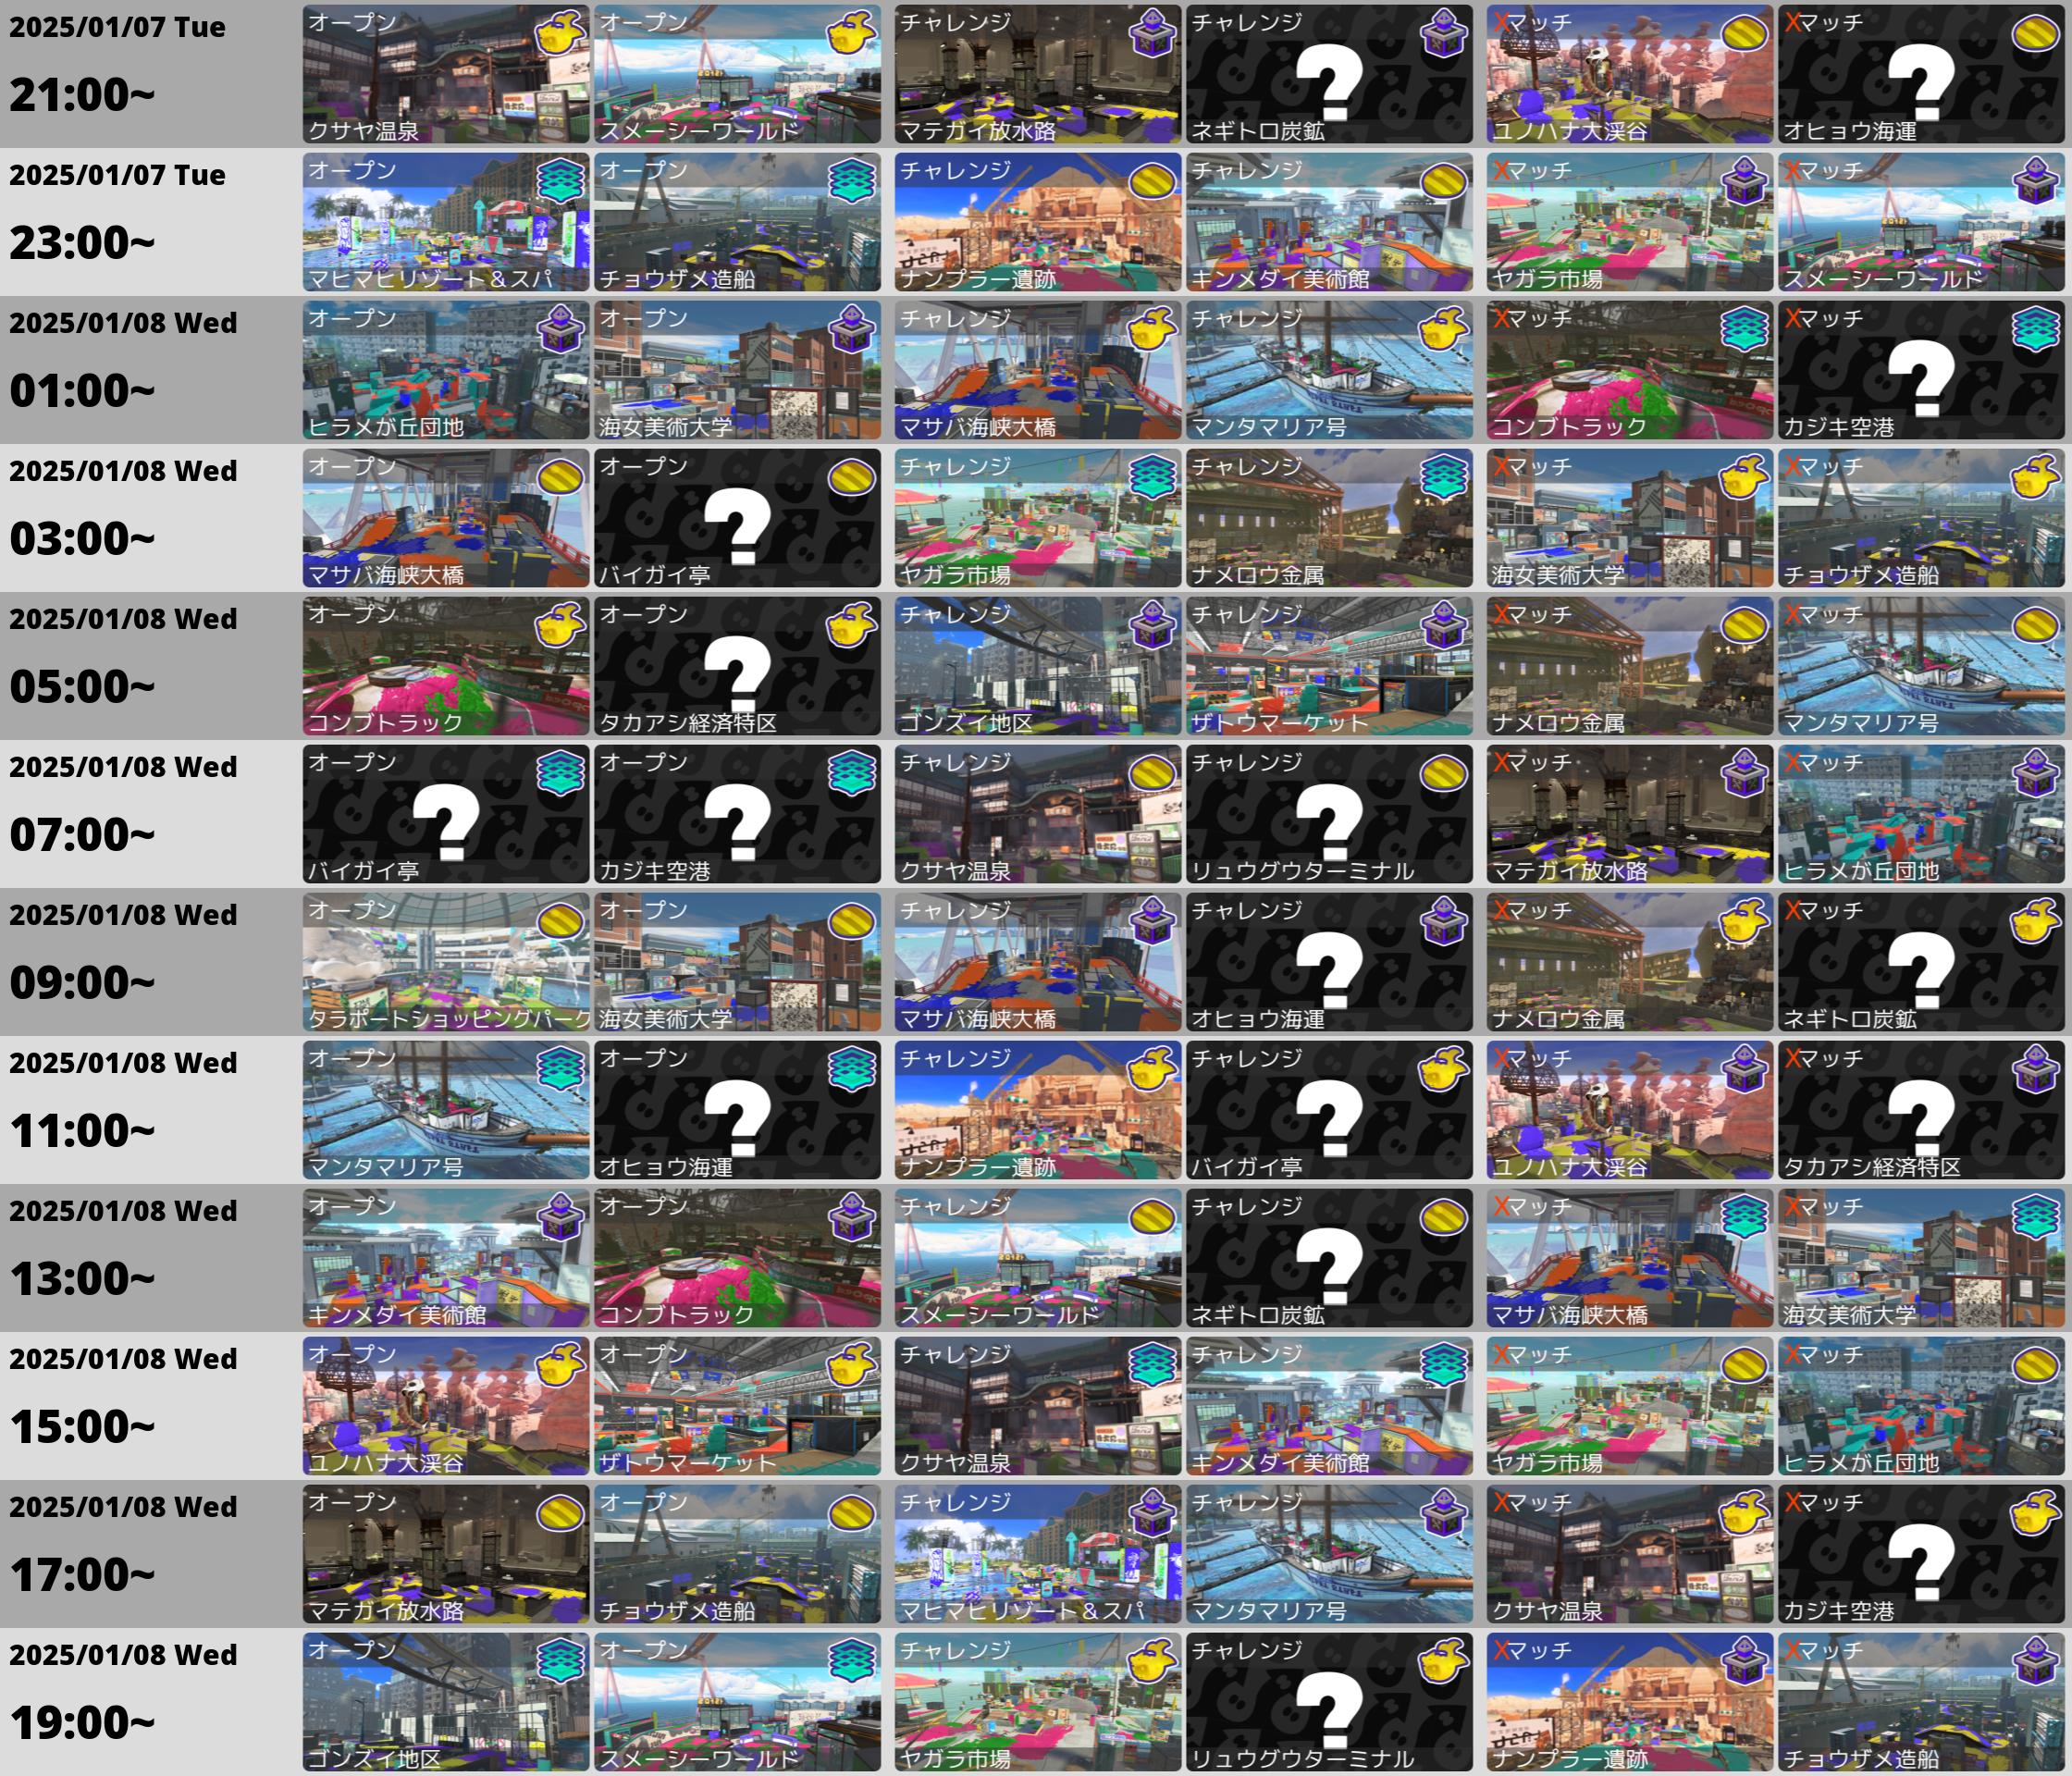 2025/01/07 Tue
21:00~
オープン
クサヤ温泉
オープン
スメーシーワールド
チャレンジ
マテガイ放水路
チャレンジ
ネギトロ炭鉱
Xマッチ
ユノハナ大渓谷
Xマッチ
オヒョウ海運
2025/01/07 Tue
23:00~
オープン
マヒマヒリゾート&スパ
オープン
チョウザメ造船
チャレンジ
ナンプラー遺跡
チャレンジ
キンメダイ美術館
Xマッチ
ヤガラ市場
Xマッチ
スメーシーワールド
2025/01/08 Wed
01:00~
オープン
ヒラメが丘団地
オープン
海女美術大学
チャレンジ
マサバ海峡大橋
チャレンジ
マンタマリア号
Xマッチ
コンブトラック
Xマッチ
カジキ空港
2025/01/08 Wed
03:00~
オープン
マサバ海峡大橋
オープン
バイガイ亭
チャレンジ
ヤガラ市場
チャレンジ
ナメロウ金属
Xマッチ
海女美術大学
Xマッチ
チョウザメ造船
2025/01/08 Wed
05:00~
オープン
コンブトラック
オープン
タカアシ経済特区
チャレンジ
ゴンズイ地区
チャレンジ
ザトウマーケット
Xマッチ
ナメロウ金属
Xマッチ
マンタマリア号
2025/01/08 Wed
07:00~
オープン
バイガイ亭
オープン
カジキ空港
チャレンジ
クサヤ温泉
チャレンジ
リュウグウターミナル
Xマッチ
マテガイ放水路
Xマッチ
ヒラメが丘団地
2025/01/08 Wed
09:00~
オープン
タラポートショッピングパーク
オープン
海女美術大学
チャレンジ
マサバ海峡大橋
チャレンジ
オヒョウ海運
Xマッチ
ナメロウ金属
Xマッチ
ネギトロ炭鉱
2025/01/08 Wed
11:00~
オープン
マンタマリア号
オープン
オヒョウ海運
チャレンジ
ナンプラー遺跡
チャレンジ
バイガイ亭
Xマッチ
ユノハナ大渓谷
Xマッチ
タカアシ経済特区
2025/01/08 Wed
13:00~
オープン
キンメダイ美術館
オープン
コンブトラック
チャレンジ
スメーシーワールド
チャレンジ
ネギトロ炭鉱
Xマッチ
マサバ海峡大橋
Xマッチ
海女美術大学
2025/01/08 Wed
15:00~
オープン
ユノハナ大渓谷
オープン
ザトウマーケット
チャレンジ
クサヤ温泉
チャレンジ
キンメダイ美術館
Xマッチ
ヤガラ市場
Xマッチ
ヒラメが丘団地
2025/01/08 Wed
17:00~
オープン
マテガイ放水路
オープン
チョウザメ造船
チャレンジ
マヒマヒリゾート&スパ
チャレンジ
マンタマリア号
Xマッチ
クサヤ温泉
Xマッチ
カジキ空港
2025/01/08 Wed
19:00~
オープン
ゴンズイ地区
オープン
スメーシーワールド
チャレンジ
ヤガラ市場
チャレンジ
リュウグウターミナル
Xマッチ
ナンプラー遺跡
Xマッチ
チョウザメ造船